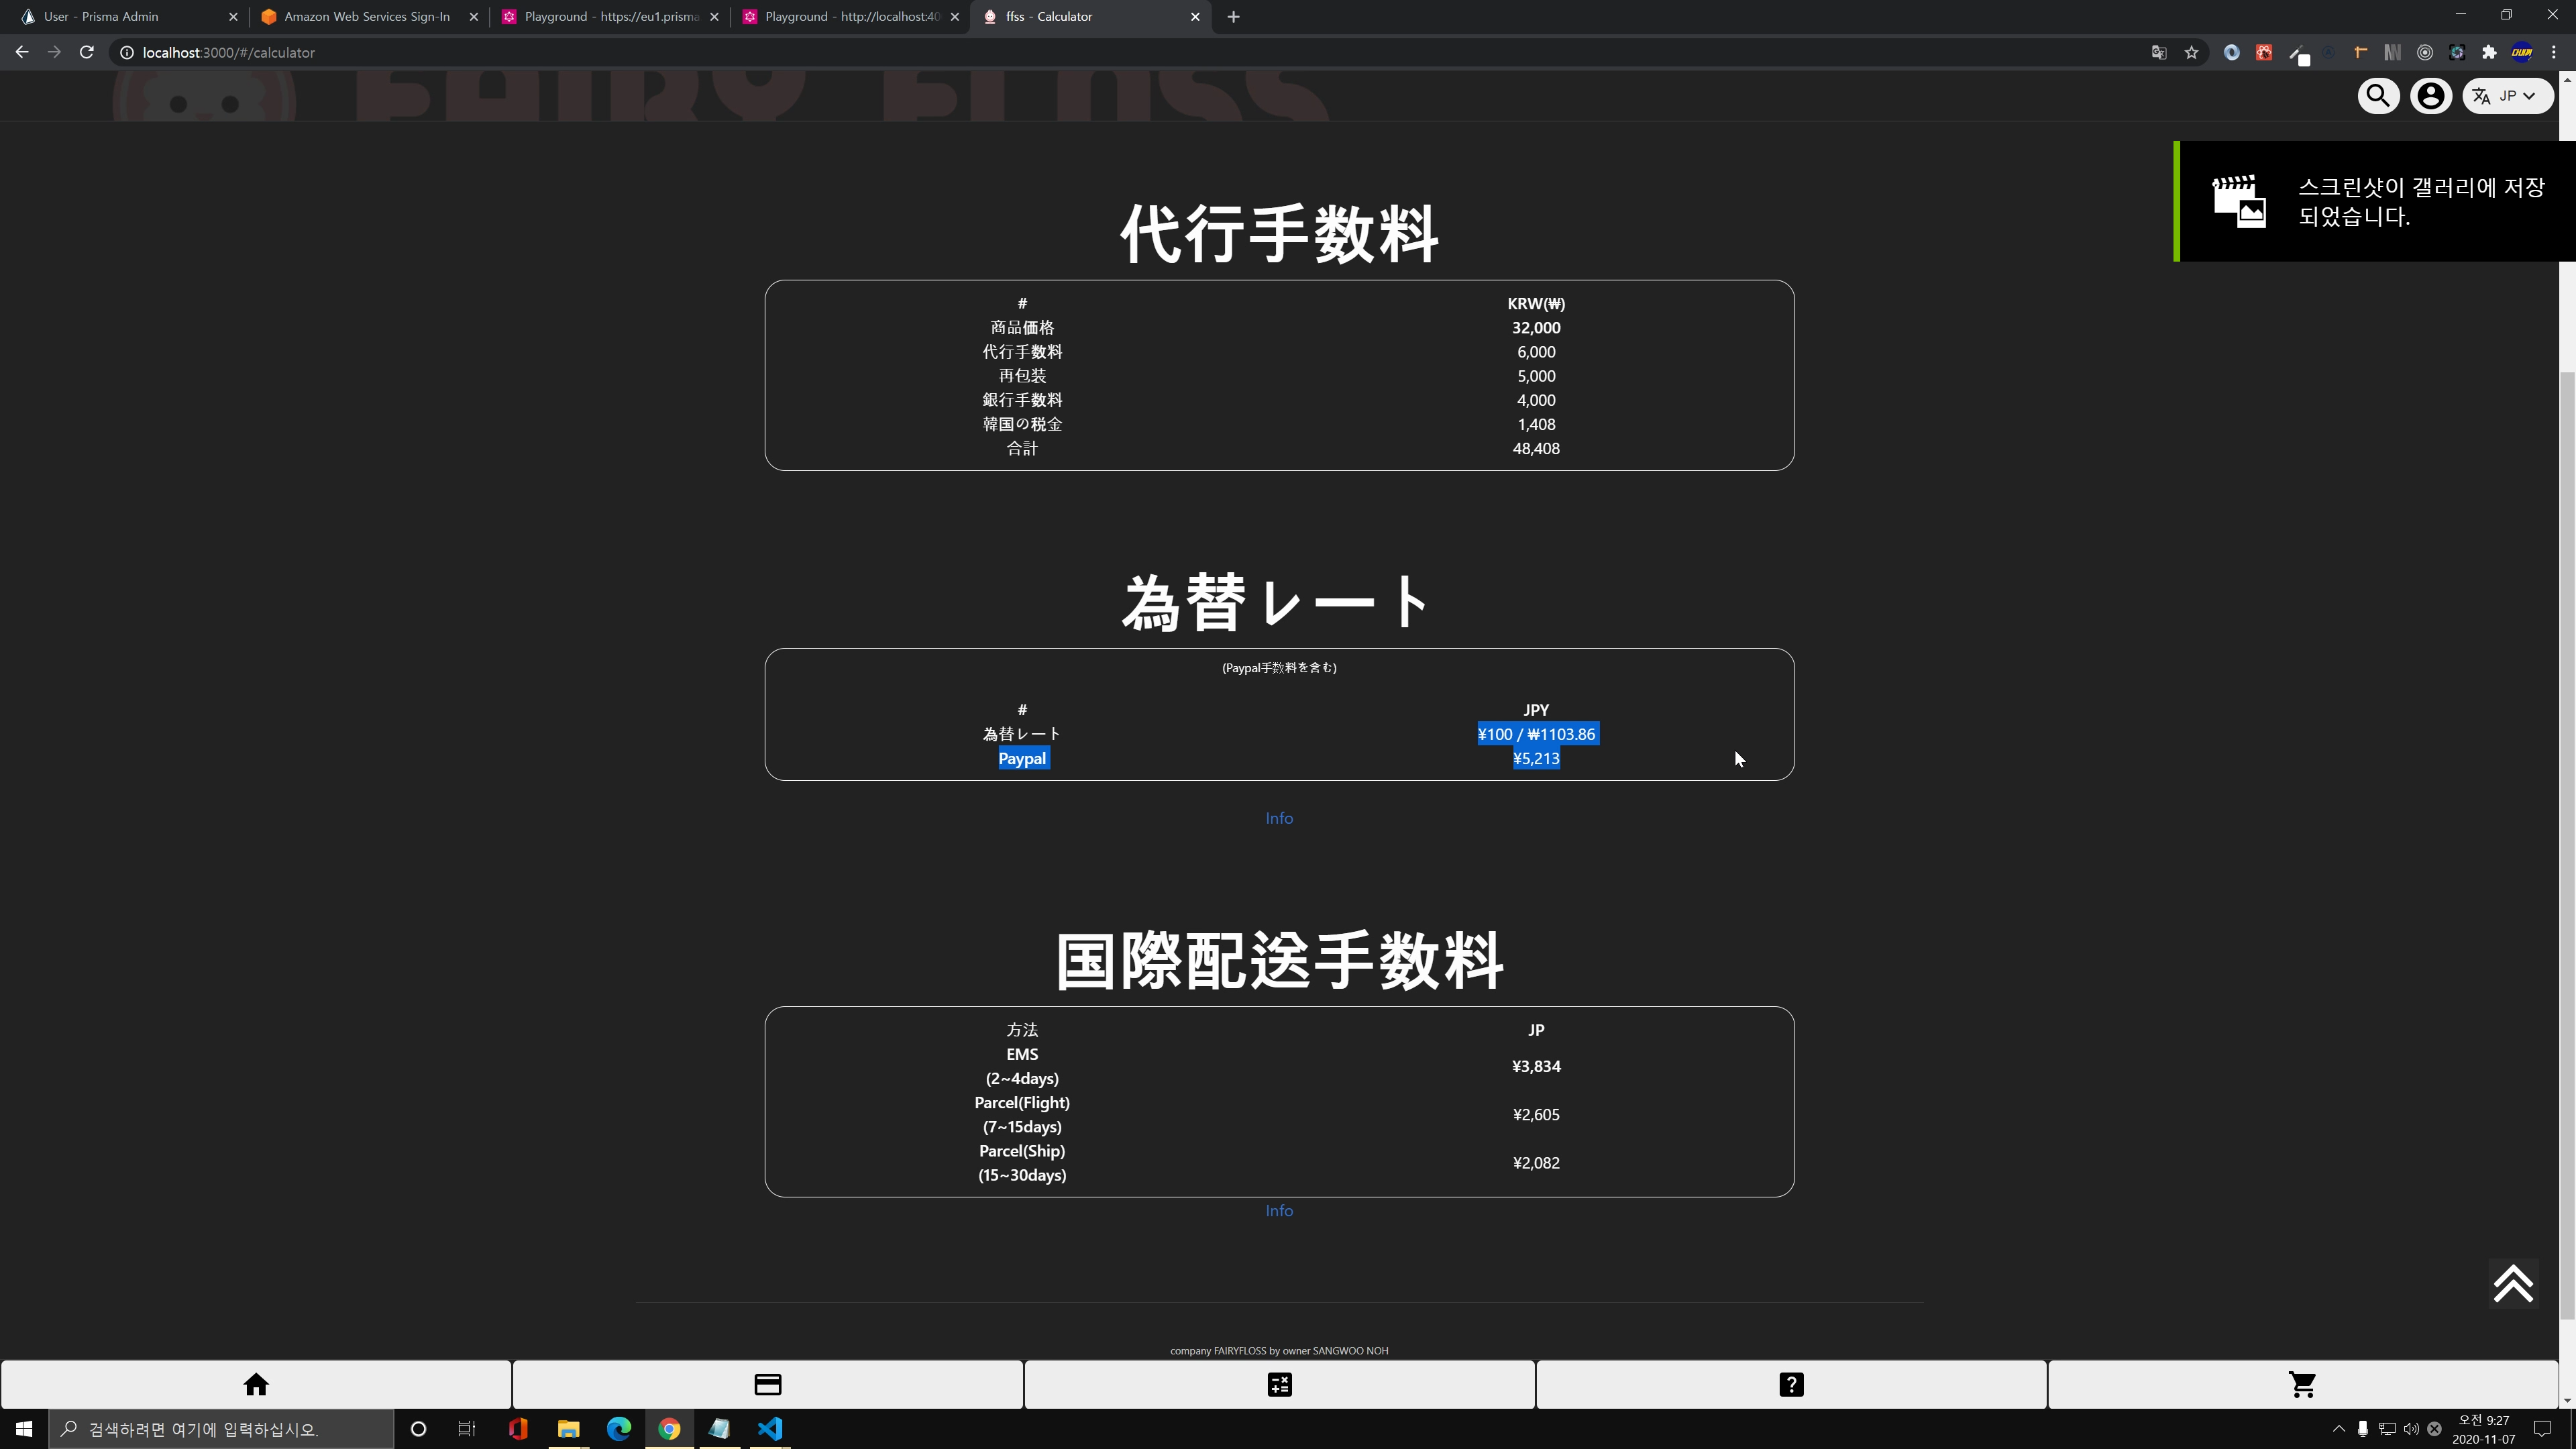 User - Prisma Admin
Amazon Web Services Sign-In
Playground - https://eu1.prisma
Playground - http://localhost:40
ffss - Calculator
localhost:3000/#/calculator
FAIRY FLOSS
JP
스크린샷이 갤러리에 저장
되었습니다.
代行手数料
# KRW(₩)
商品価格 32,000
代行手数料 6,000
再包装 5,000
銀行手数料 4,000
韓国の税金 1,408
合計 48,408
為替レート
(Paypal手数料を含む)
# JPY
為替レート ¥100 / ₩1103.86
Paypal ¥5,213
Info
国際配送手数料
方法 JP
EMS
(2~4days) ¥3,834
Parcel(Flight)
(7~15days) ¥2,605
Parcel(Ship)
(15~30days) ¥2,082
Info
company FAIRYFLOSS by owner SANGWOO NOH
검색하려면 여기에 입력하십시오.
오전 9:27
2020-11-07